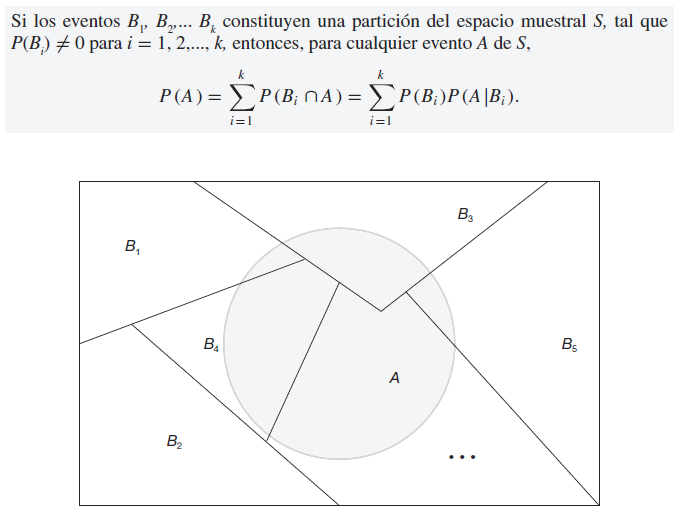 Si los eventos B₁, B₂,... Bₖ constituyen una partición del espacio muestral S, tal que
P(Bᵢ) ≠ 0 para i = 1, 2,..., k, entonces, para cualquier evento A de S,
P(A) = ∑_{i=1}^{k} P(Bᵢ ∩ A) = ∑_{i=1}^{k} P(Bᵢ)P(A|Bᵢ).
B₃
B₁
B₄
B₅
A
B₂
...